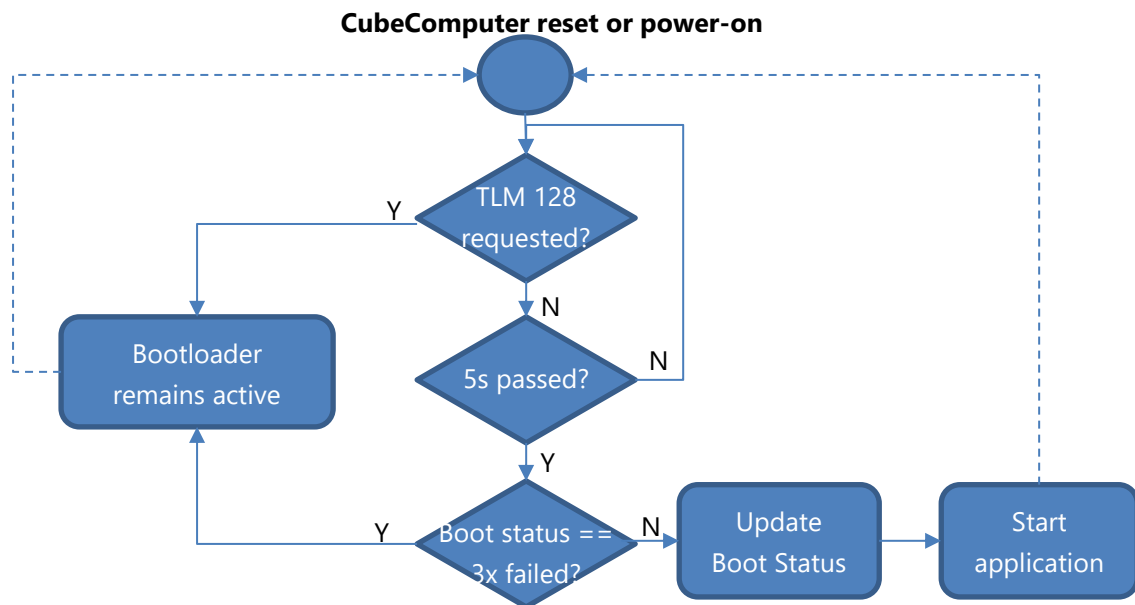 CubeComputer reset or power-on
TLM 128
requested?
Y
N
Bootloader
remains active
5s passed?
N
Y
Boot status ==
3x failed?
Y
N
Update
Boot Status
Start
application